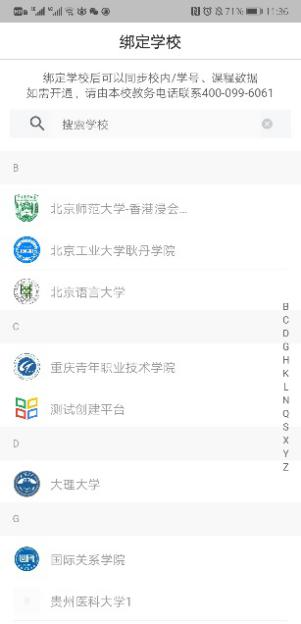 71% 11:36
绑定学校
绑定学校后可以同步校内/学号、课程数据
如需开通，请由本校教务电话联系400-099-6061
搜索学校
B
北京师范大学-香港浸会...
北京工业大学耿丹学院
北京语言大学
C
重庆青年职业技术学院
测试创建平台
D
大理大学
G
国际关系学院
贵州医科大学1
B
C
D
G
H
K
L
N
Q
S
X
Y
Z